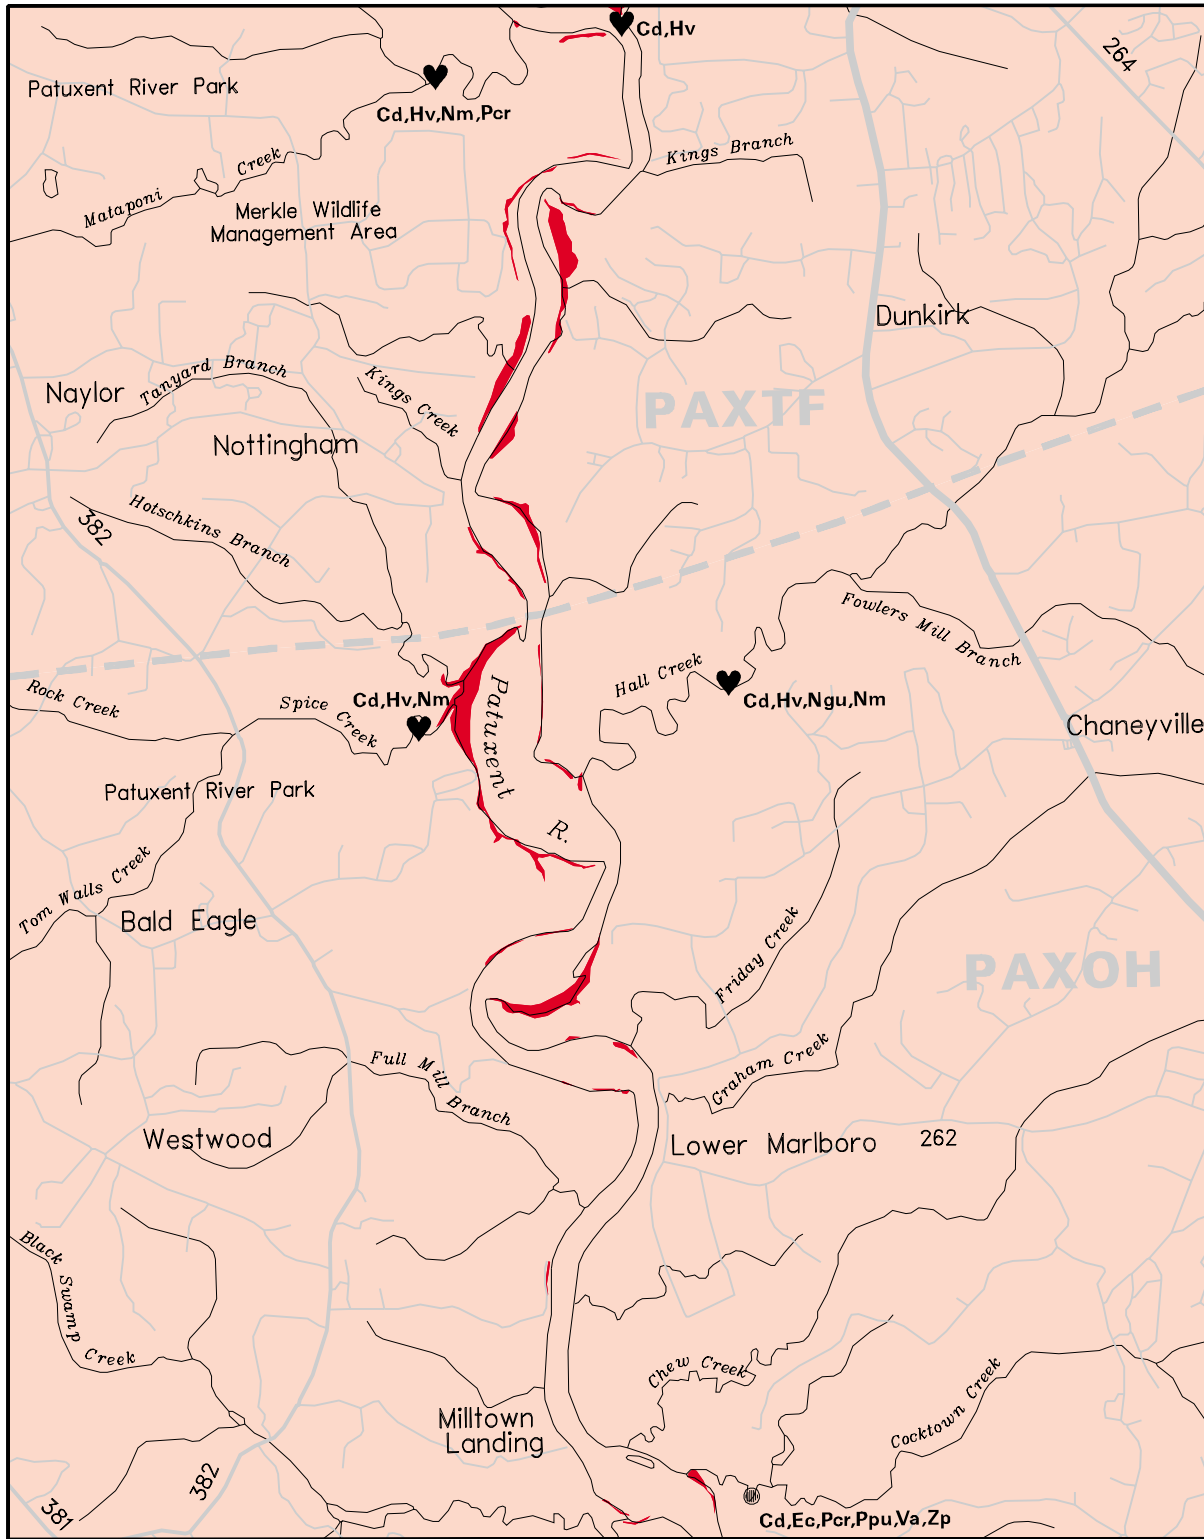 Cd,Hv
264
Patuxent River Park
Cd,Hv,Nm,Pcr
Kings Branch
Mataponi Creek
Merkle Wildlife
Management Area
Dunkirk
Naylor
Tanyard Branch
Kings Creek
PAXTF
Nottingham
382
Hotschkins Branch
Fowlers Mill Branch
Rock Creek
Spice Creek
Cd,Hv,Nm
Patuxent
R.
Hall Creek
Cd,Hv,Ngu,Nm
Chaneyville
Patuxent River Park
Tom Walls Creek
Bald Eagle
Friday Creek
PAXOH
Full Mill Branch
Graham Creek
Westwood
Lower Marlboro
262
Black Swamp Creek
Chew Creek
Cocktown Creek
Milltown
Landing
382
381
Cd,Ec,Pcr,Ppu,Va,Zp